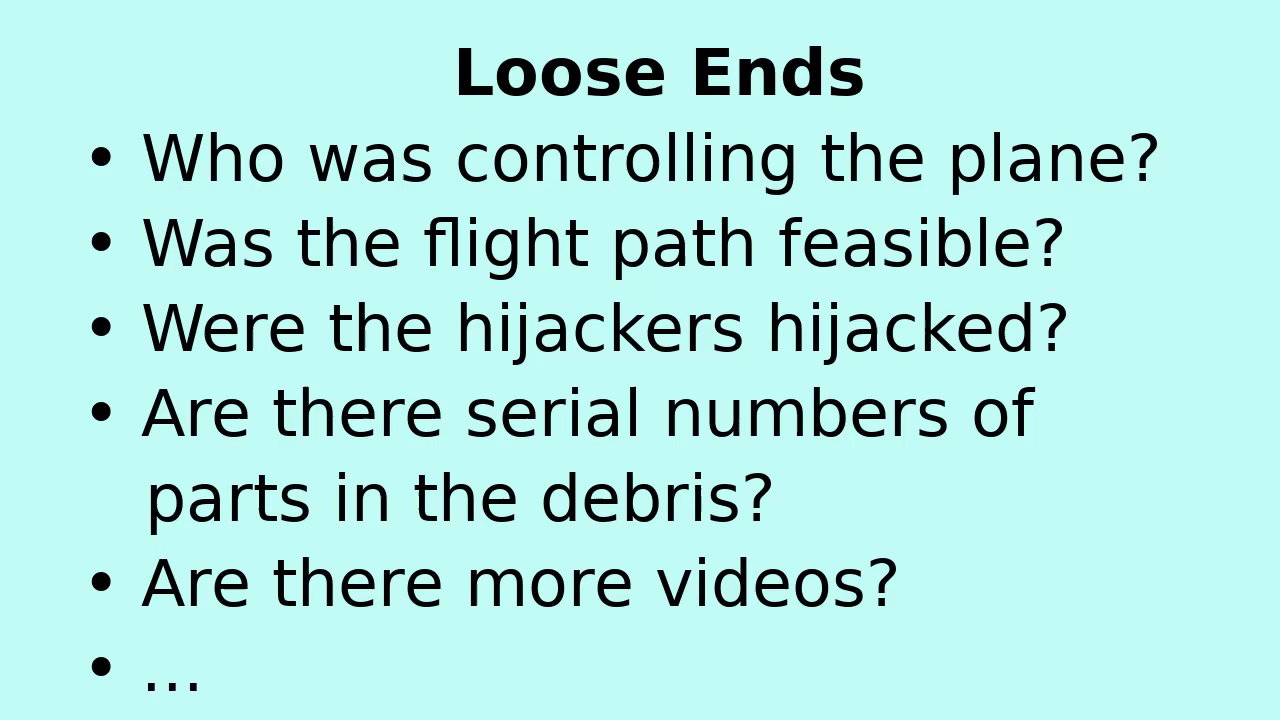 Loose Ends
• Who was controlling the plane?
• Was the flight path feasible?
• Were the hijackers hijacked?
• Are there serial numbers of
parts in the debris?
• Are there more videos?
• ...